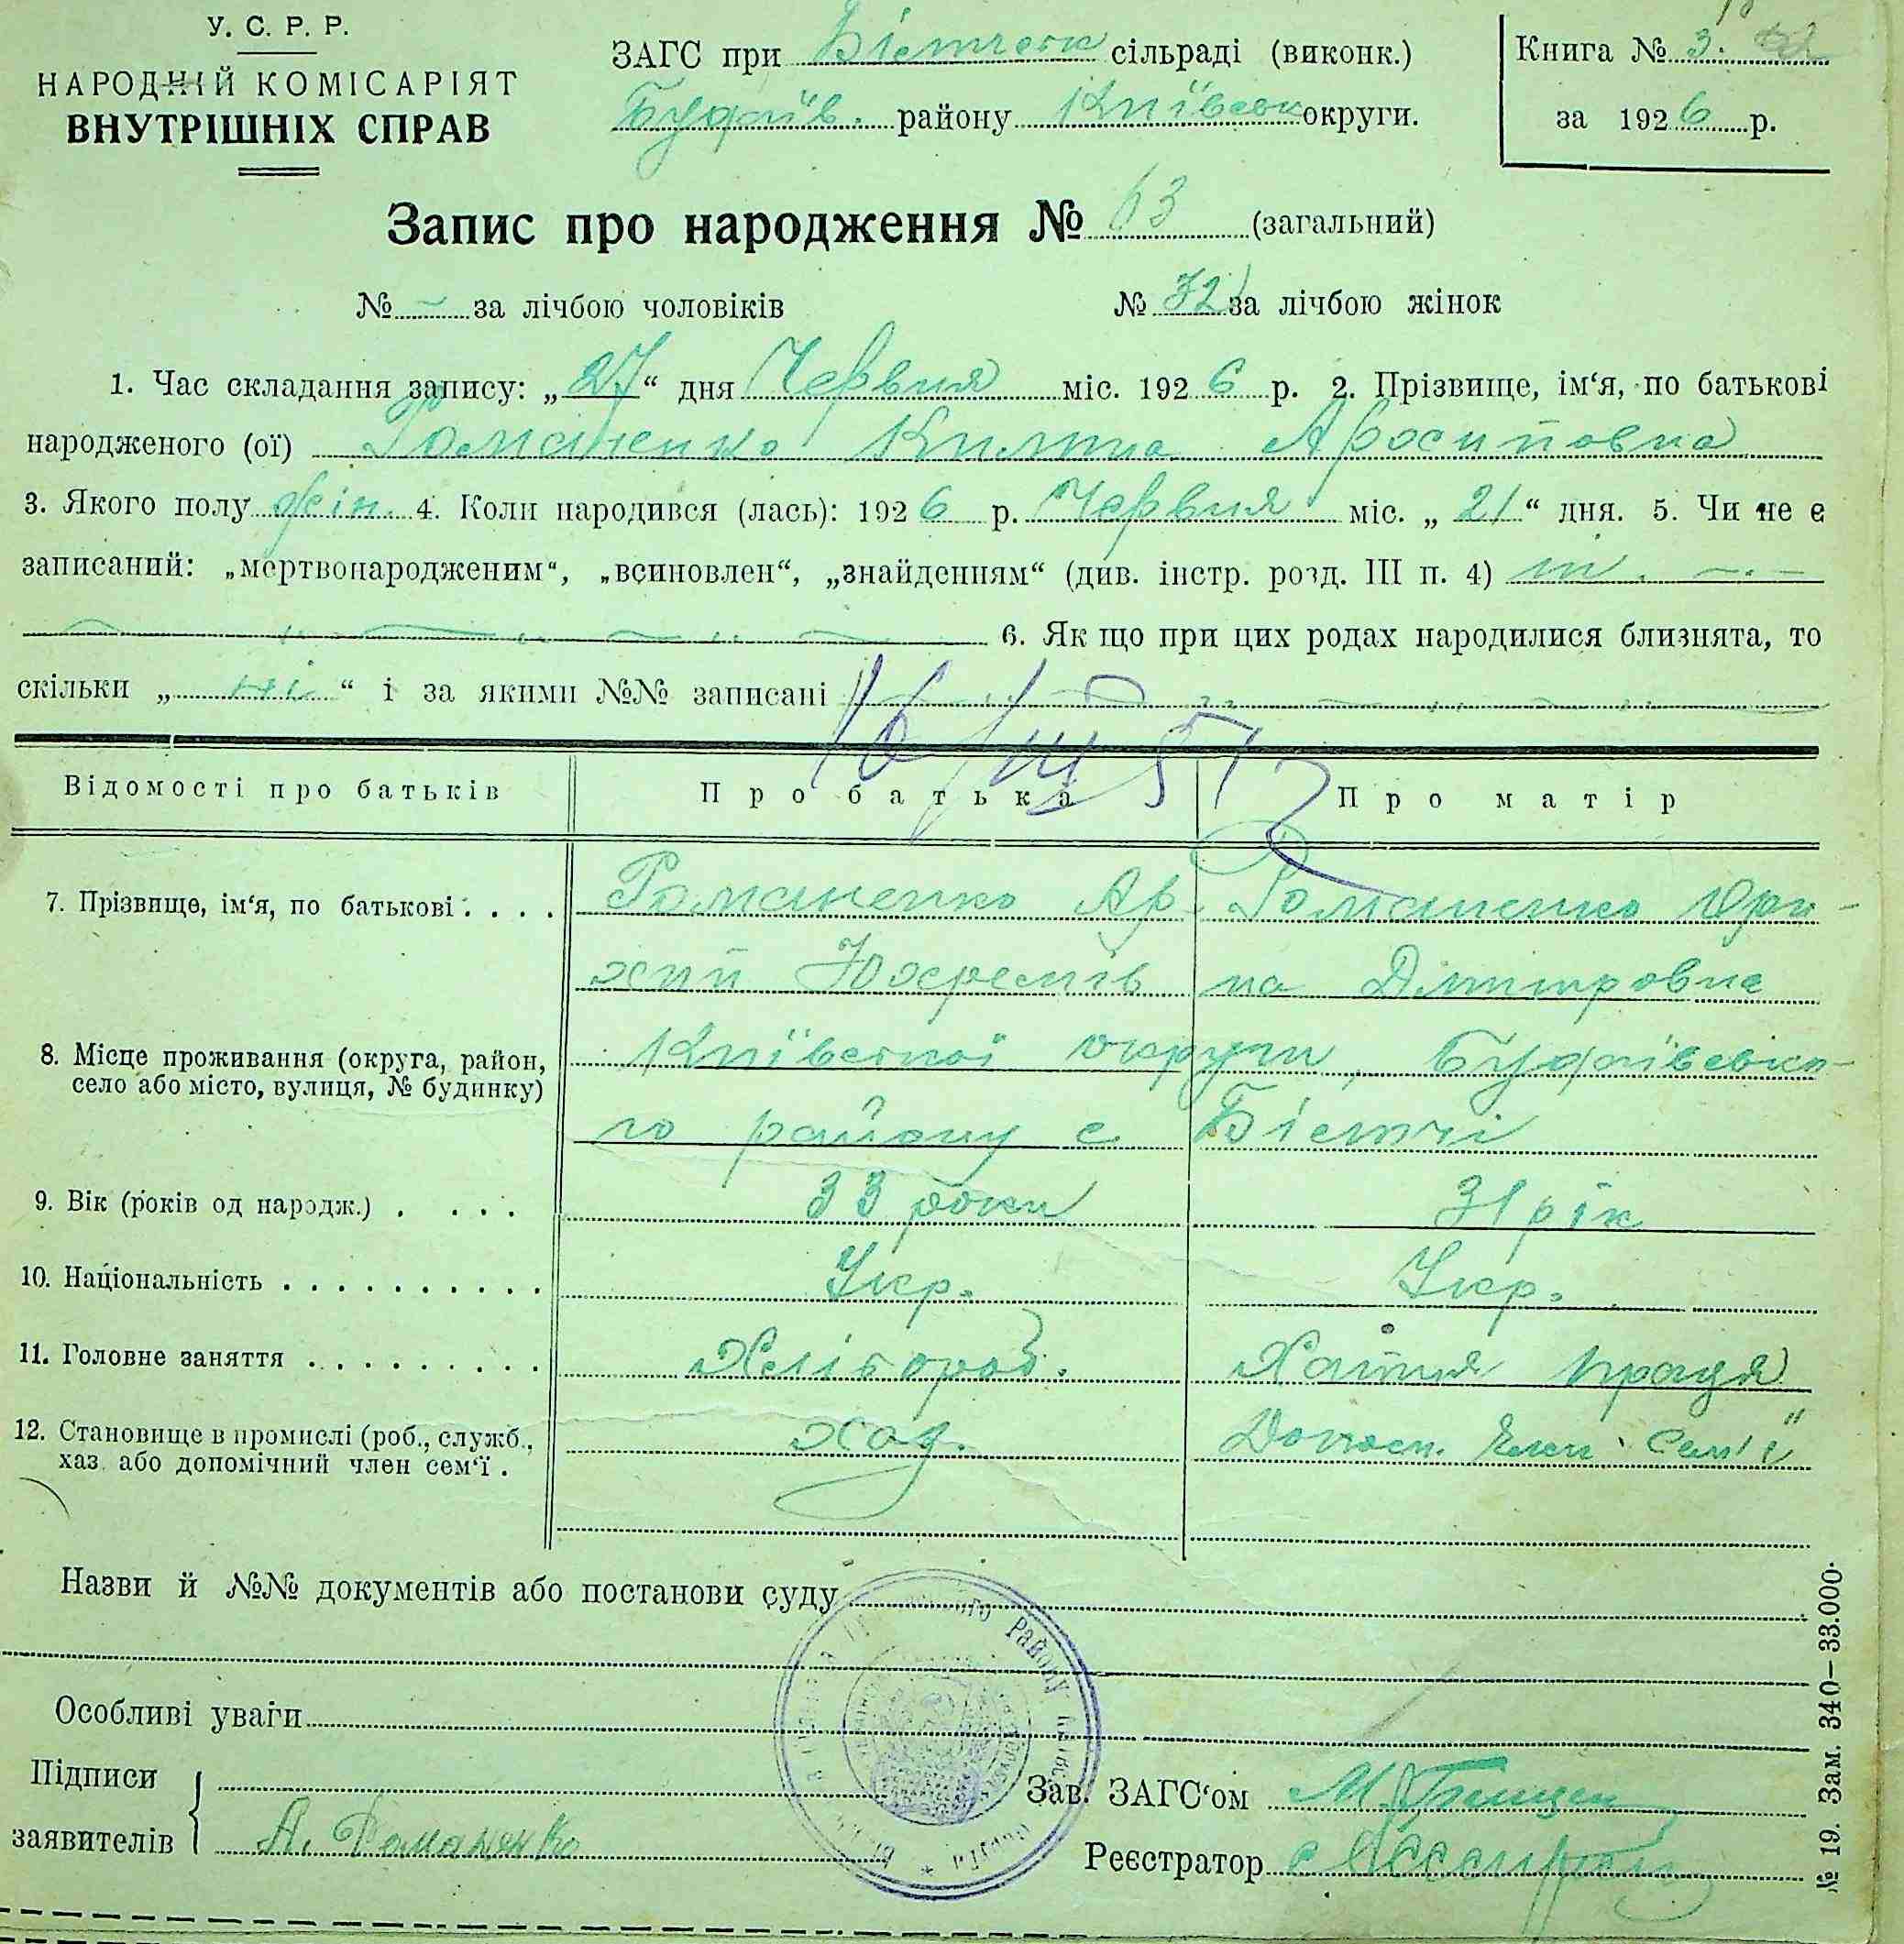 У. С. Р. Р.
НАРОДНІЙ КОМІСАРІЯТ
ВНУТРІШНІХ СПРАВ
ЗАГС при сільраді (виконк.)
Будаїв. району Київськ округи.
Книга № 3.
за 1926 р.
Запис про народження № 63 (загальний)
№ – за лічбою чоловіків № 32 за лічбою жінок
1. Час складання запису: „27“ дня Червня міс. 1926 р. 2. Прізвище, ім‘я, по батькові
народженого (ої) Романенко
3. Якого полу жін. 4. Коли народився (лась): 1926 р. Червня міс. „21“ дня. 5. Чи не є
записаний: „мертвонародженим“, „всиновлен“, „знайденням“ (див. інстр. розд. III п. 4) ні.
6. Як що при цих родах народилися близнята, то
скільки „ні“ і за якими №№ записані
Відомості про батьків Про батька Про матір
7. Прізвище, ім‘я, по батькові. . . . Романенко Ар Романенко
хип на Дмитровна
8. Місце проживання (округа, район, Київської округи, Будаївсько-
село або місто, вулиця, № будинку) го району с
9. Вік (років од народж.) . . . . 33 роки 31 рік
10. Національність . . . . . . . . . . Укр. Укр.
11. Головне заняття . . . . . . . . . Хлібороб. Хатня праця
12. Становище в промислі (роб., служб., хаз. Допом. член сем'ї
хаз. або допомічний член сем‘ї .
Назви й №№ документів або постанови суду
Особливі уваги
Підписи
заявителів А. Романенко
Зав. ЗАГС‘ом
Реєстратор
№ 19. Зам. 340–33.000.